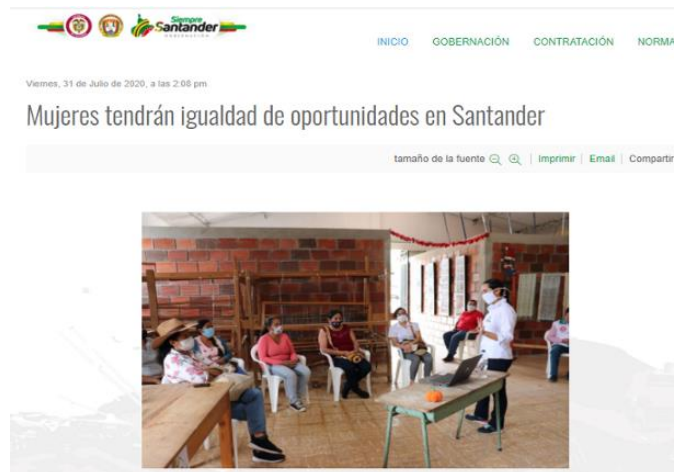 Siempre
Santander
GOBERNACIÓN
INICIO GOBERNACIÓN CONTRATACIÓN NORMA
Viernes, 31 de Julio de 2020, a las 2:08 pm
Mujeres tendrán igualdad de oportunidades en Santander
tamaño de la fuente | Imprimir | Email | Compartir